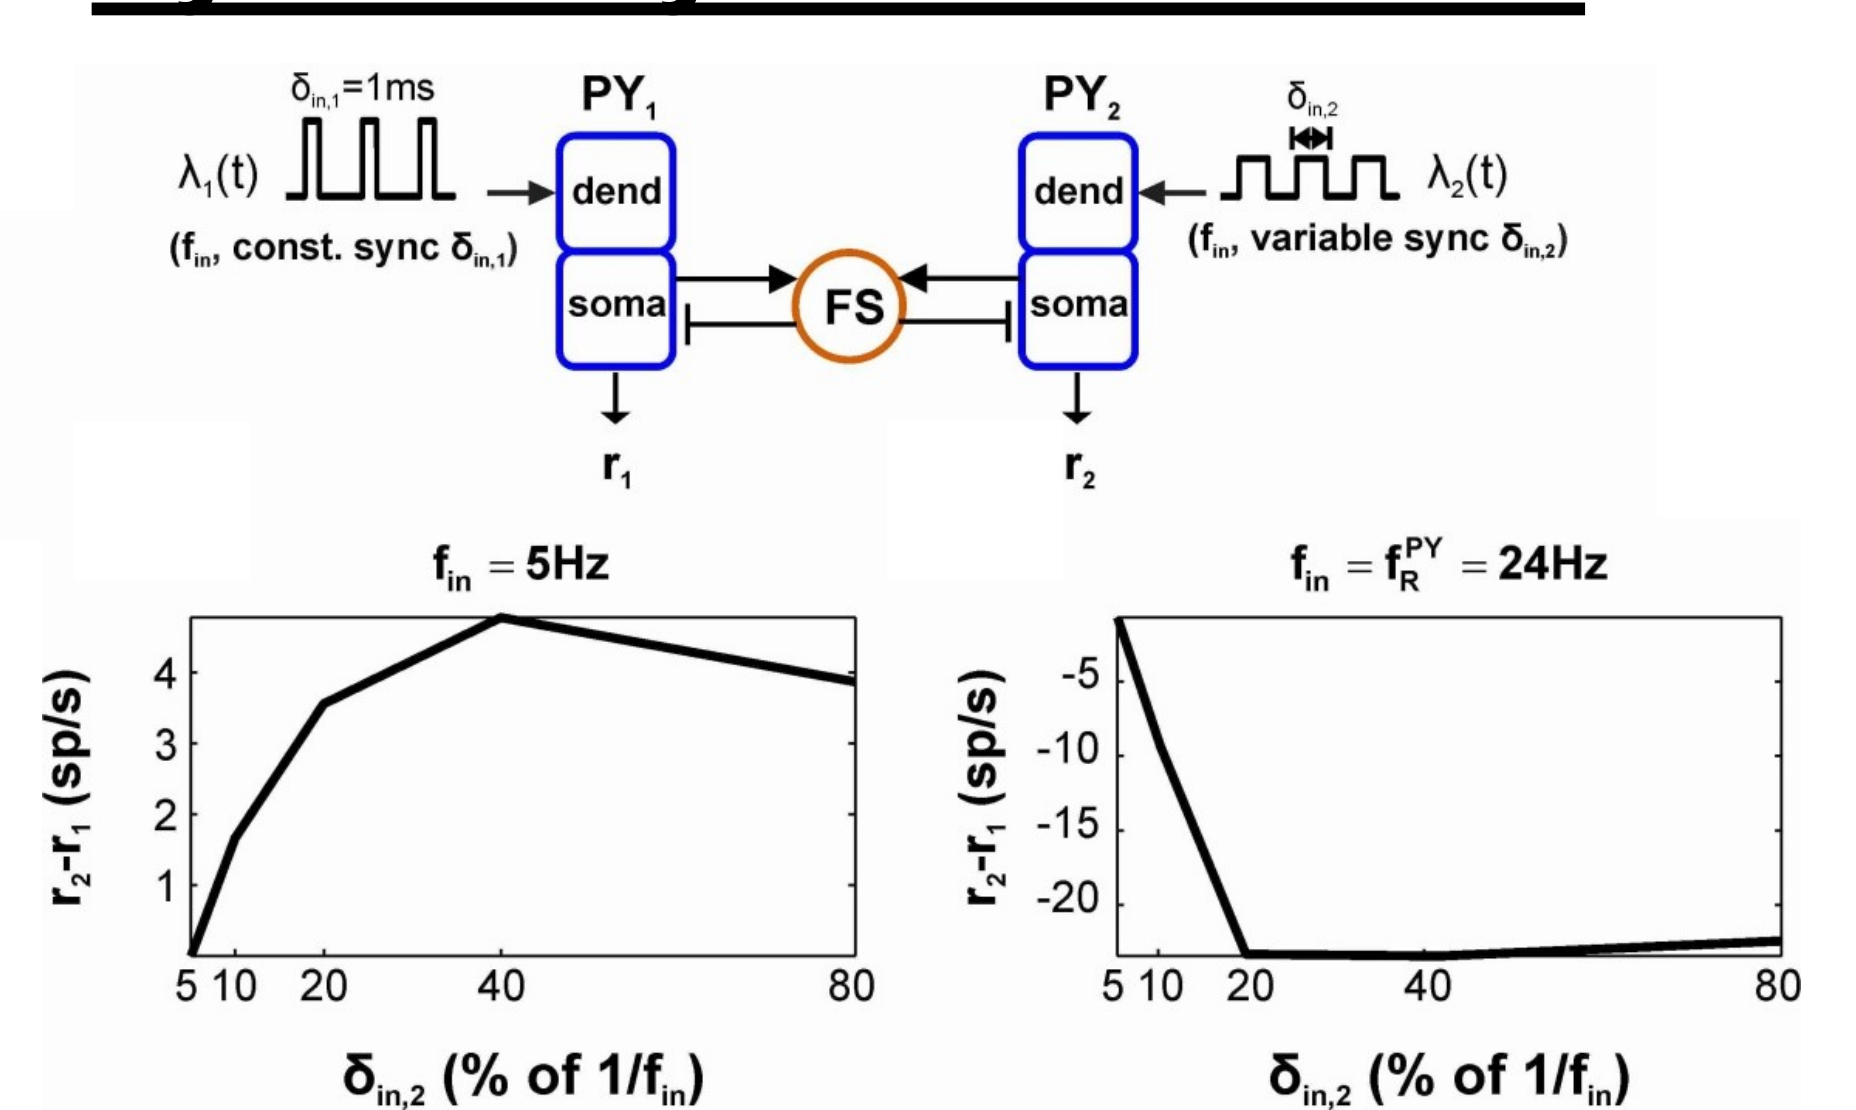 δin,1=1ms
PY1
PY2
δin,2
λ1(t)
dend
dend
λ2(t)
(fin, const. sync δin,1)
(fin, variable sync δin,2)
soma
FS
soma
r1
r2
fin = 5Hz
fin = fRPY = 24Hz
r2-r1 (sp/s)
4
3
2
1
5 10 20 40 80
δin,2 (% of 1/fin)
r2-r1 (sp/s)
-5
-10
-15
-20
5 10 20 40 80
δin,2 (% of 1/fin)